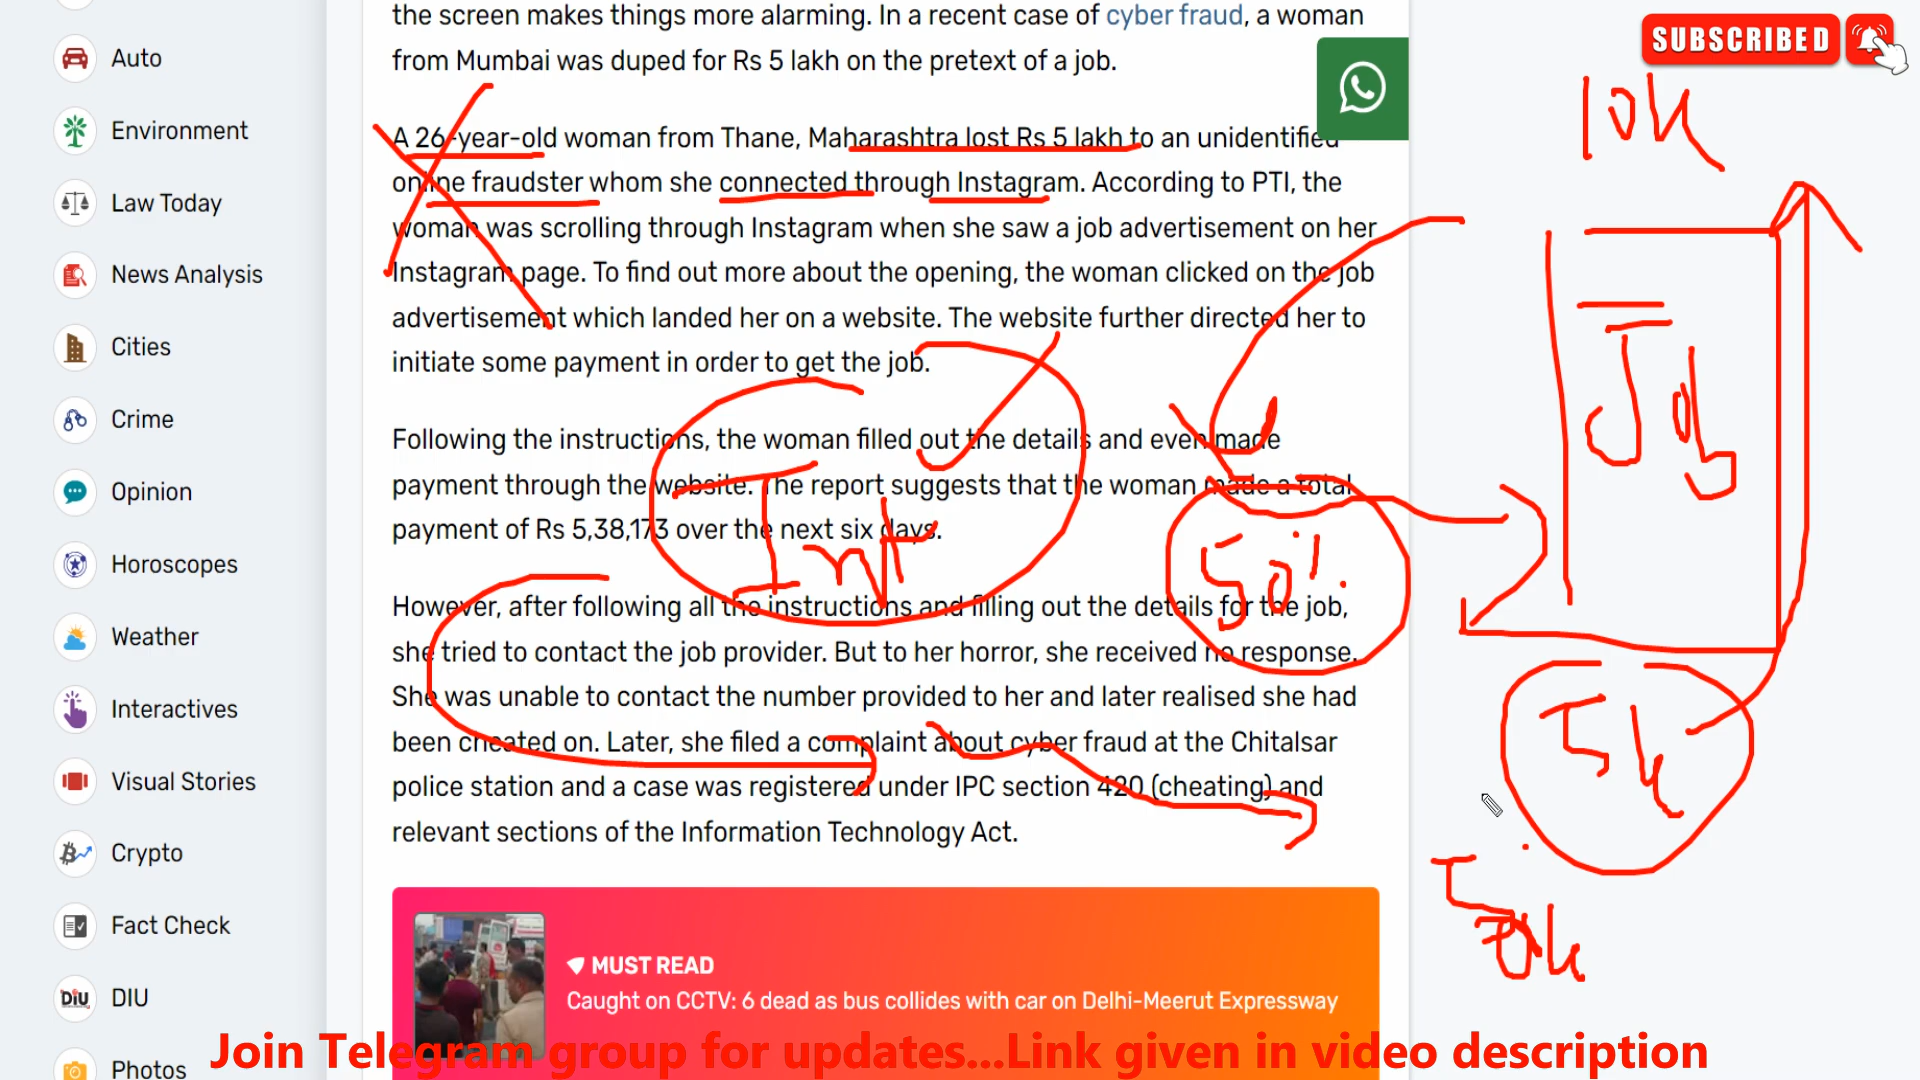 Auto
Environment
Law Today
News Analysis
Cities
Crime
Opinion
Horoscopes
Weather
Interactives
Visual Stories
Crypto
Fact Check
DIU
DIU
Photos
the screen makes things more alarming. In a recent case of cyber fraud, a woman
from Mumbai was duped for Rs 5 lakh on the pretext of a job.
A 26-year-old woman from Thane, Maharashtra lost Rs 5 lakh to an unidentified
online fraudster whom she connected through Instagram. According to PTI, the
woman was scrolling through Instagram when she saw a job advertisement on her
Instagram page. To find out more about the opening, the woman clicked on the job
advertisement which landed her on a website. The website further directed her to
initiate some payment in order to get the job.
Following the instructions, the woman filled out the details and even made
payment through the website. The report suggests that the woman made a total
payment of Rs 5,38,173 over the next six days.
However, after following all the instructions and filling out the details for the job,
she tried to contact the job provider. But to her horror, she received no response.
She was unable to contact the number provided to her and later realised she had
been cheated on. Later, she filed a complaint about cyber fraud at the Chitalsar
police station and a case was registered under IPC section 420 (cheating) and
relevant sections of the Information Technology Act.
MUST READ
Caught on CCTV: 6 dead as bus collides with car on Delhi-Meerut Expressway
SUBSCRIBED
10k
50%
5k
Join Telegram group for updates...Link given in video description